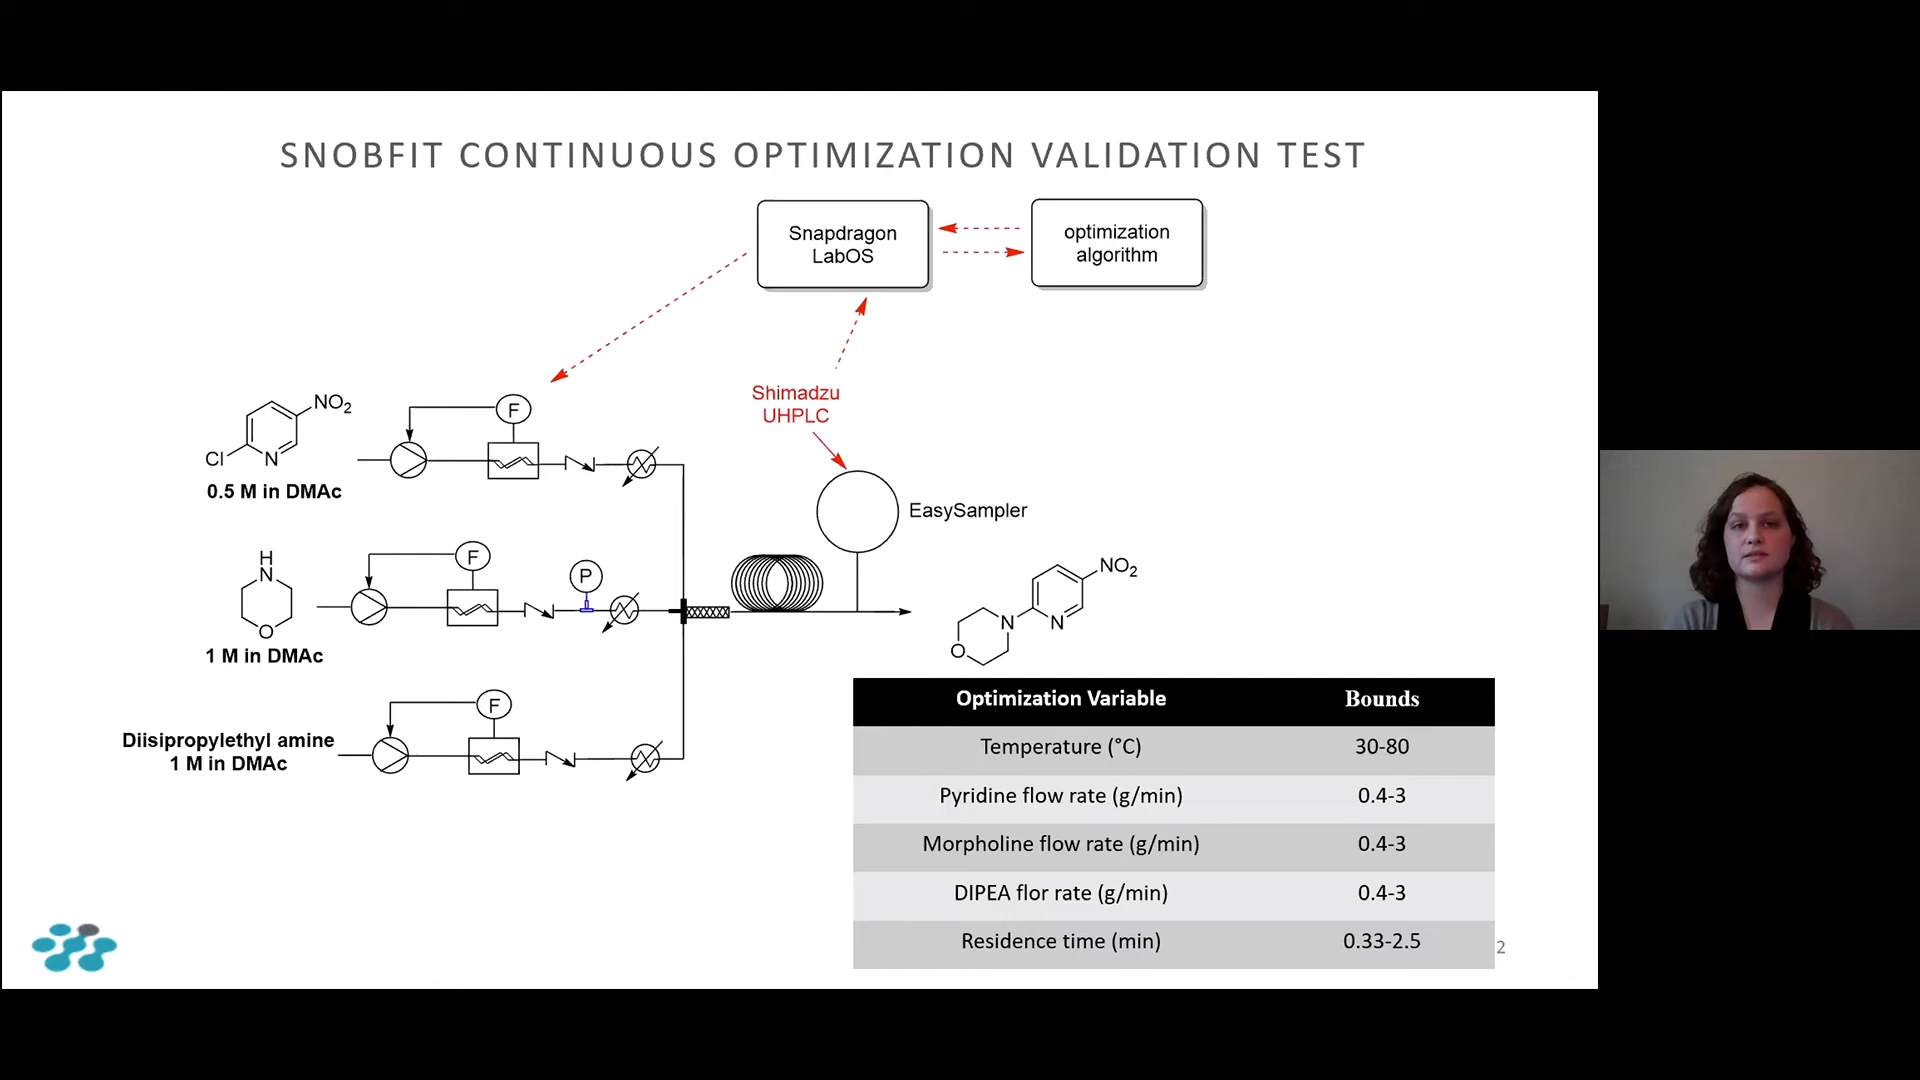 SNOBFIT CONTINUOUS OPTIMIZATION VALIDATION TEST
Snapdragon
LabOS
optimization
algorithm
Shimadzu
UHPLC
EasySampler
NO2
Cl
N
0.5 M in DMAc
F
H
N
O
1 M in DMAc
F
P
Diisipropylethyl amine
1 M in DMAc
F
NO2
N
N
O
Optimization Variable Bounds
Temperature (°C) 30-80
Pyridine flow rate (g/min) 0.4-3
Morpholine flow rate (g/min) 0.4-3
DIPEA flor rate (g/min) 0.4-3
Residence time (min) 0.33-2.5
2